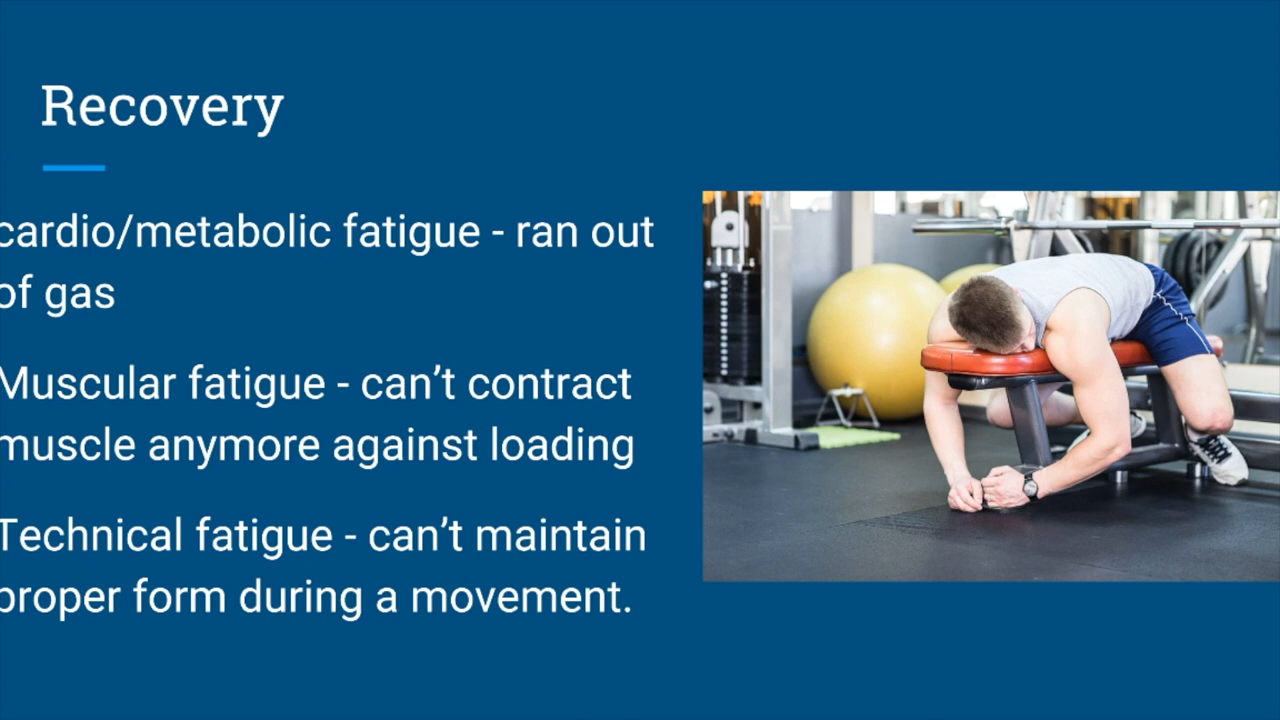 Recovery
cardio/metabolic fatigue - ran out
of gas
Muscular fatigue - can’t contract
muscle anymore against loading
Technical fatigue - can’t maintain
proper form during a movement.